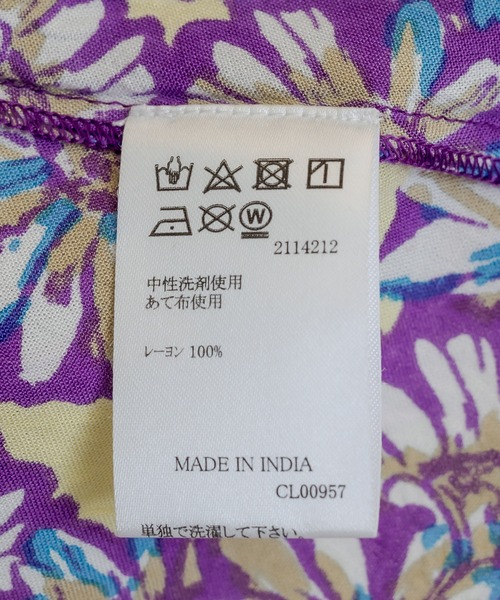 W
2114212
中性洗剤使用
あて布使用
レーヨン 100%
MADE IN INDIA
CL00957
単独で洗濯して下さい。